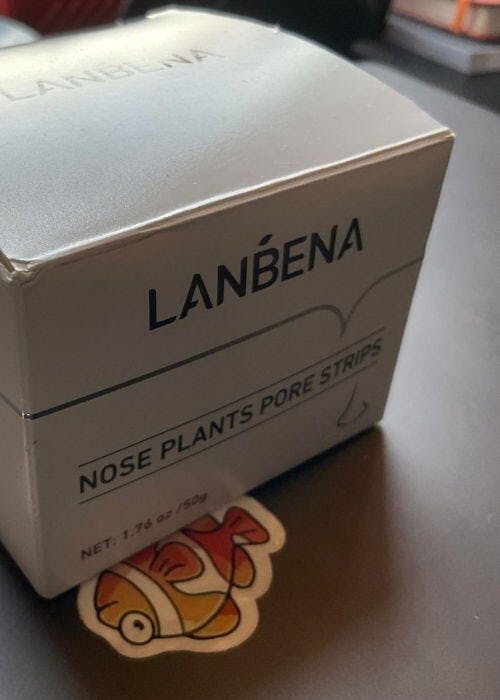 LANBENA
LANBENA
NOSE PLANTS PORE STRIPS
NET: 1.76 oz /50g